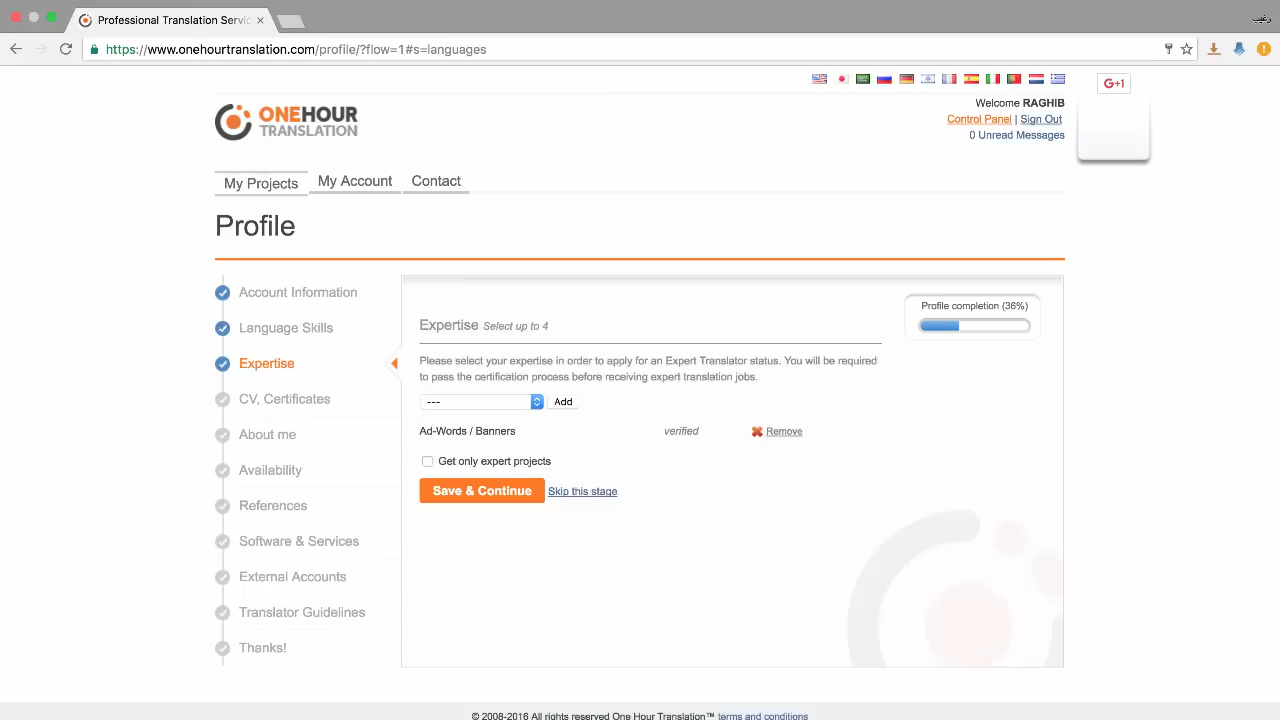 Professional Translation Servic
رغيب
https://www.onehourtranslation.com/profile/?flow=1#s=languages
G+1
ONEHOUR
TRANSLATION
Welcome RAGHIB
Control Panel | Sign Out
0 Unread Messages
My Projects
My Account
Contact
Profile
Account Information
Language Skills
Expertise
CV, Certificates
About me
Availability
References
Software & Services
External Accounts
Translator Guidelines
Thanks!
Profile completion (36%)
Expertise Select up to 4
Please select your expertise in order to apply for an Expert Translator status. You will be required
to pass the certification process before receiving expert translation jobs.
--- Add
Ad-Words / Banners verified Remove
Get only expert projects
Save & Continue Skip this stage
© 2008-2016 All rights reserved One Hour Translation™ terms and conditions